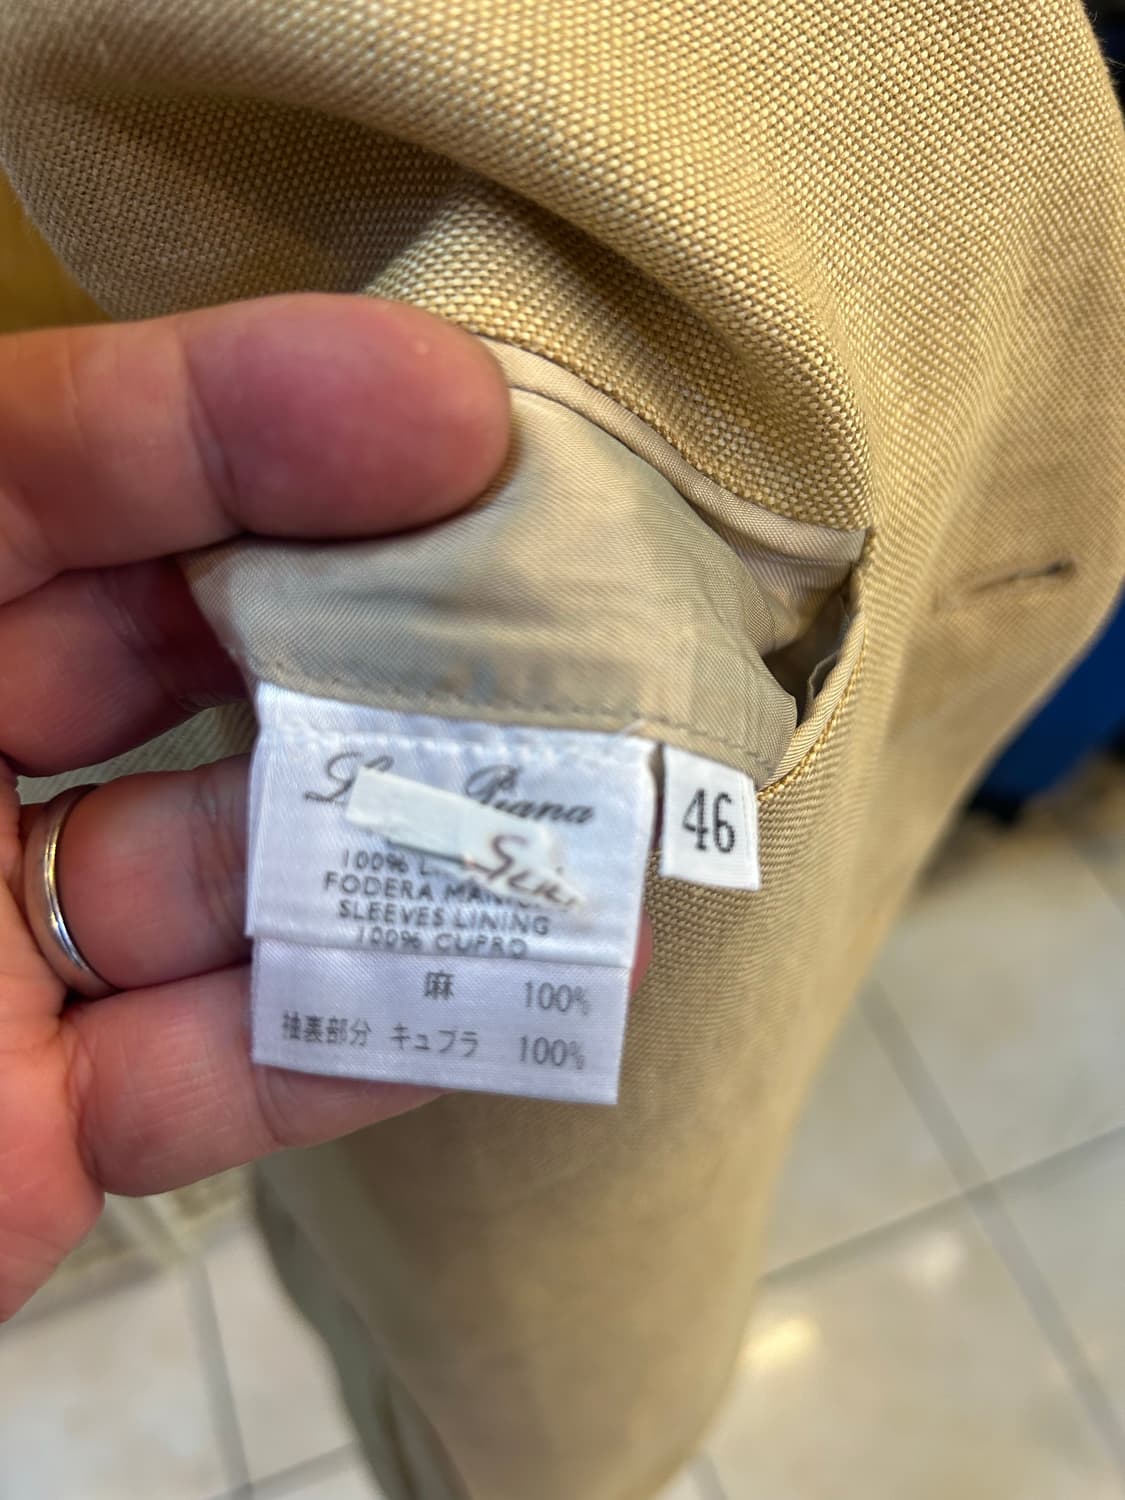 Piana
46
100%
FODERA
SLEEVES LINING
100% CUPRO
麻 100%
袖裏部分 キュプラ 100%